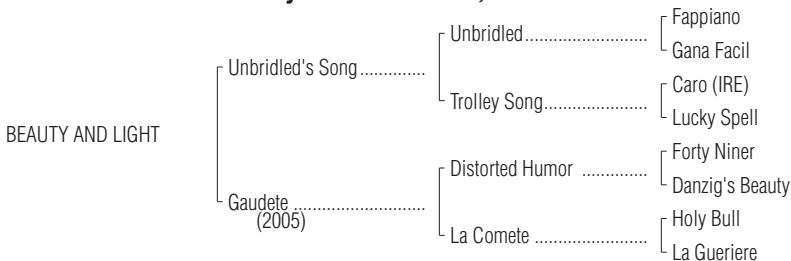 Fappiano
Unbridled..............................
Gana Facil
Unbridled's Song..............
Caro (IRE)
Trolley Song.........................
Lucky Spell
BEAUTY AND LIGHT
Forty Niner
Distorted Humor ................
Danzig's Beauty
Gaudete ................................
(2005)
Holy Bull
La Comete ...........................
La Gueriere